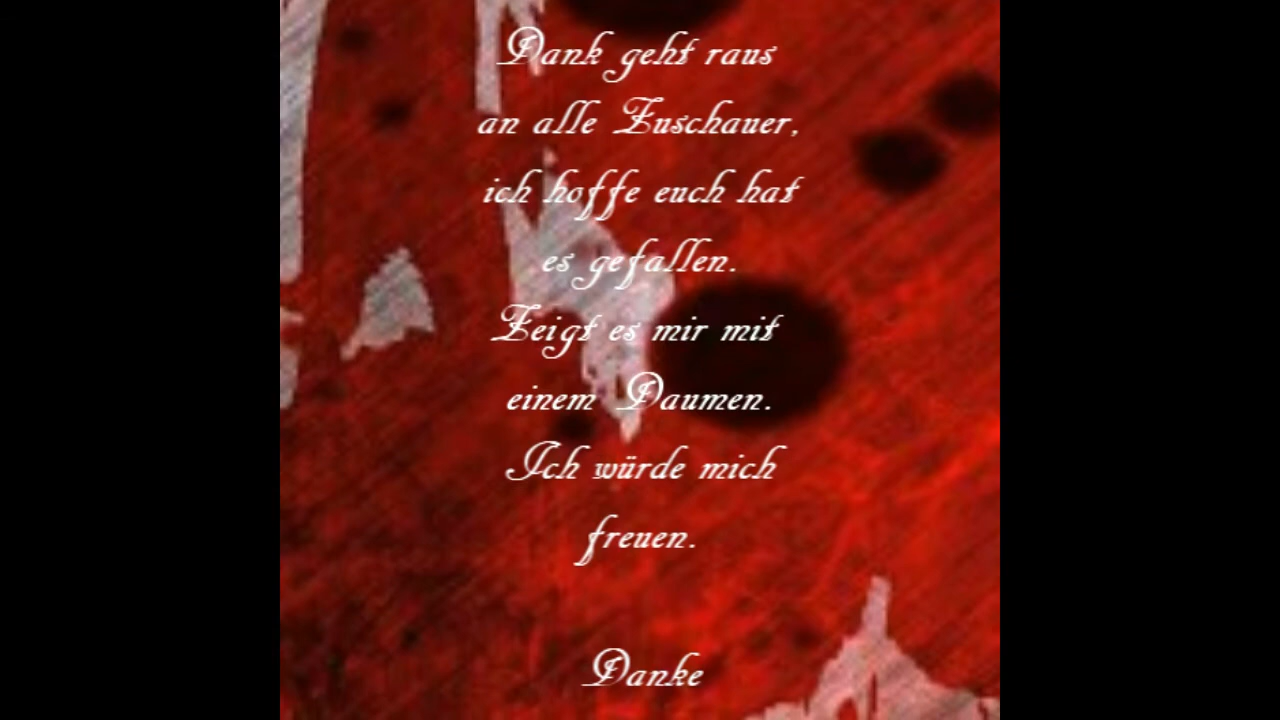 Dank geht raus
an alle Zuschauer,
ich hoffe euch hat
es gefallen.
Zeigt es mir mit
einem Daumen.
Ich würde mich
freuen.
Danke